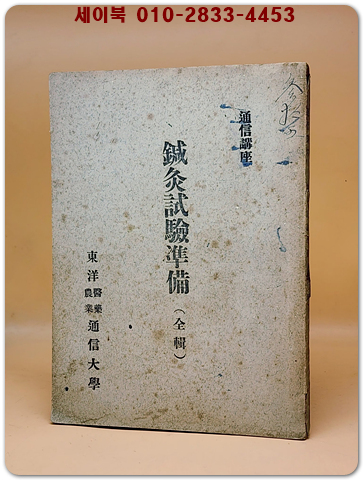 세이북 010-2833-4453
通信講座
鍼灸試驗準備(全輯)
東洋醫藥農業通信大學